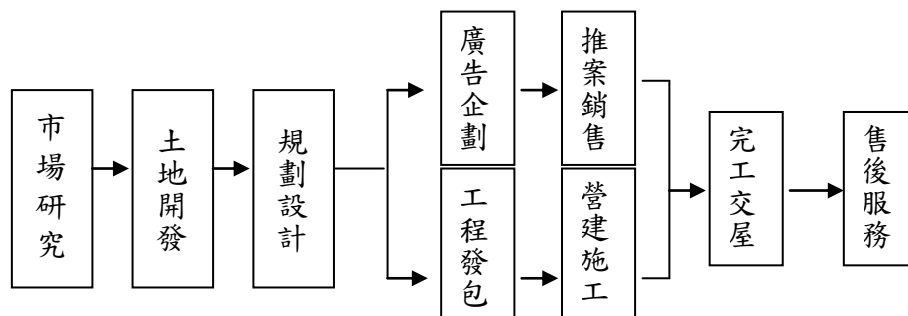 市場研究
土地開發
規劃設計
廣告企劃
推案銷售
工程發包
營建施工
完工交屋
售後服務